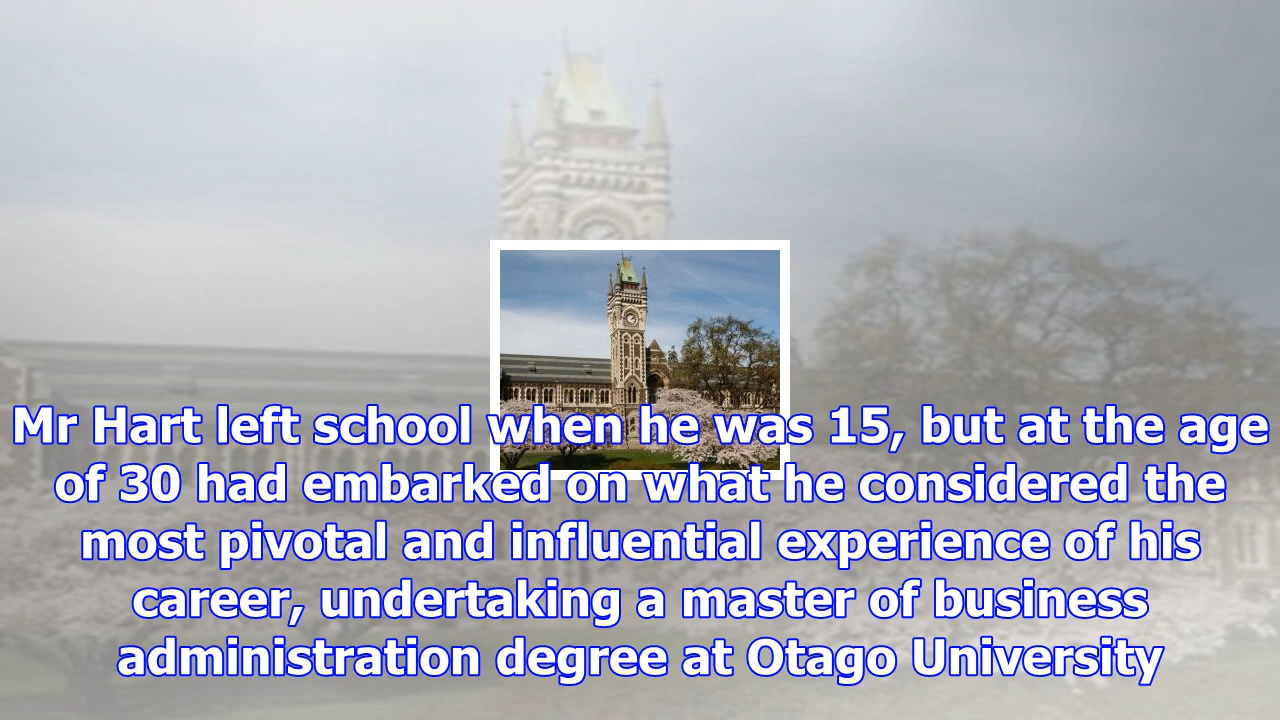 Mr Hart left school when he was 15, but at the age
of 30 had embarked on what he considered the
most pivotal and influential experience of his
career, undertaking a master of business
administration degree at Otago University